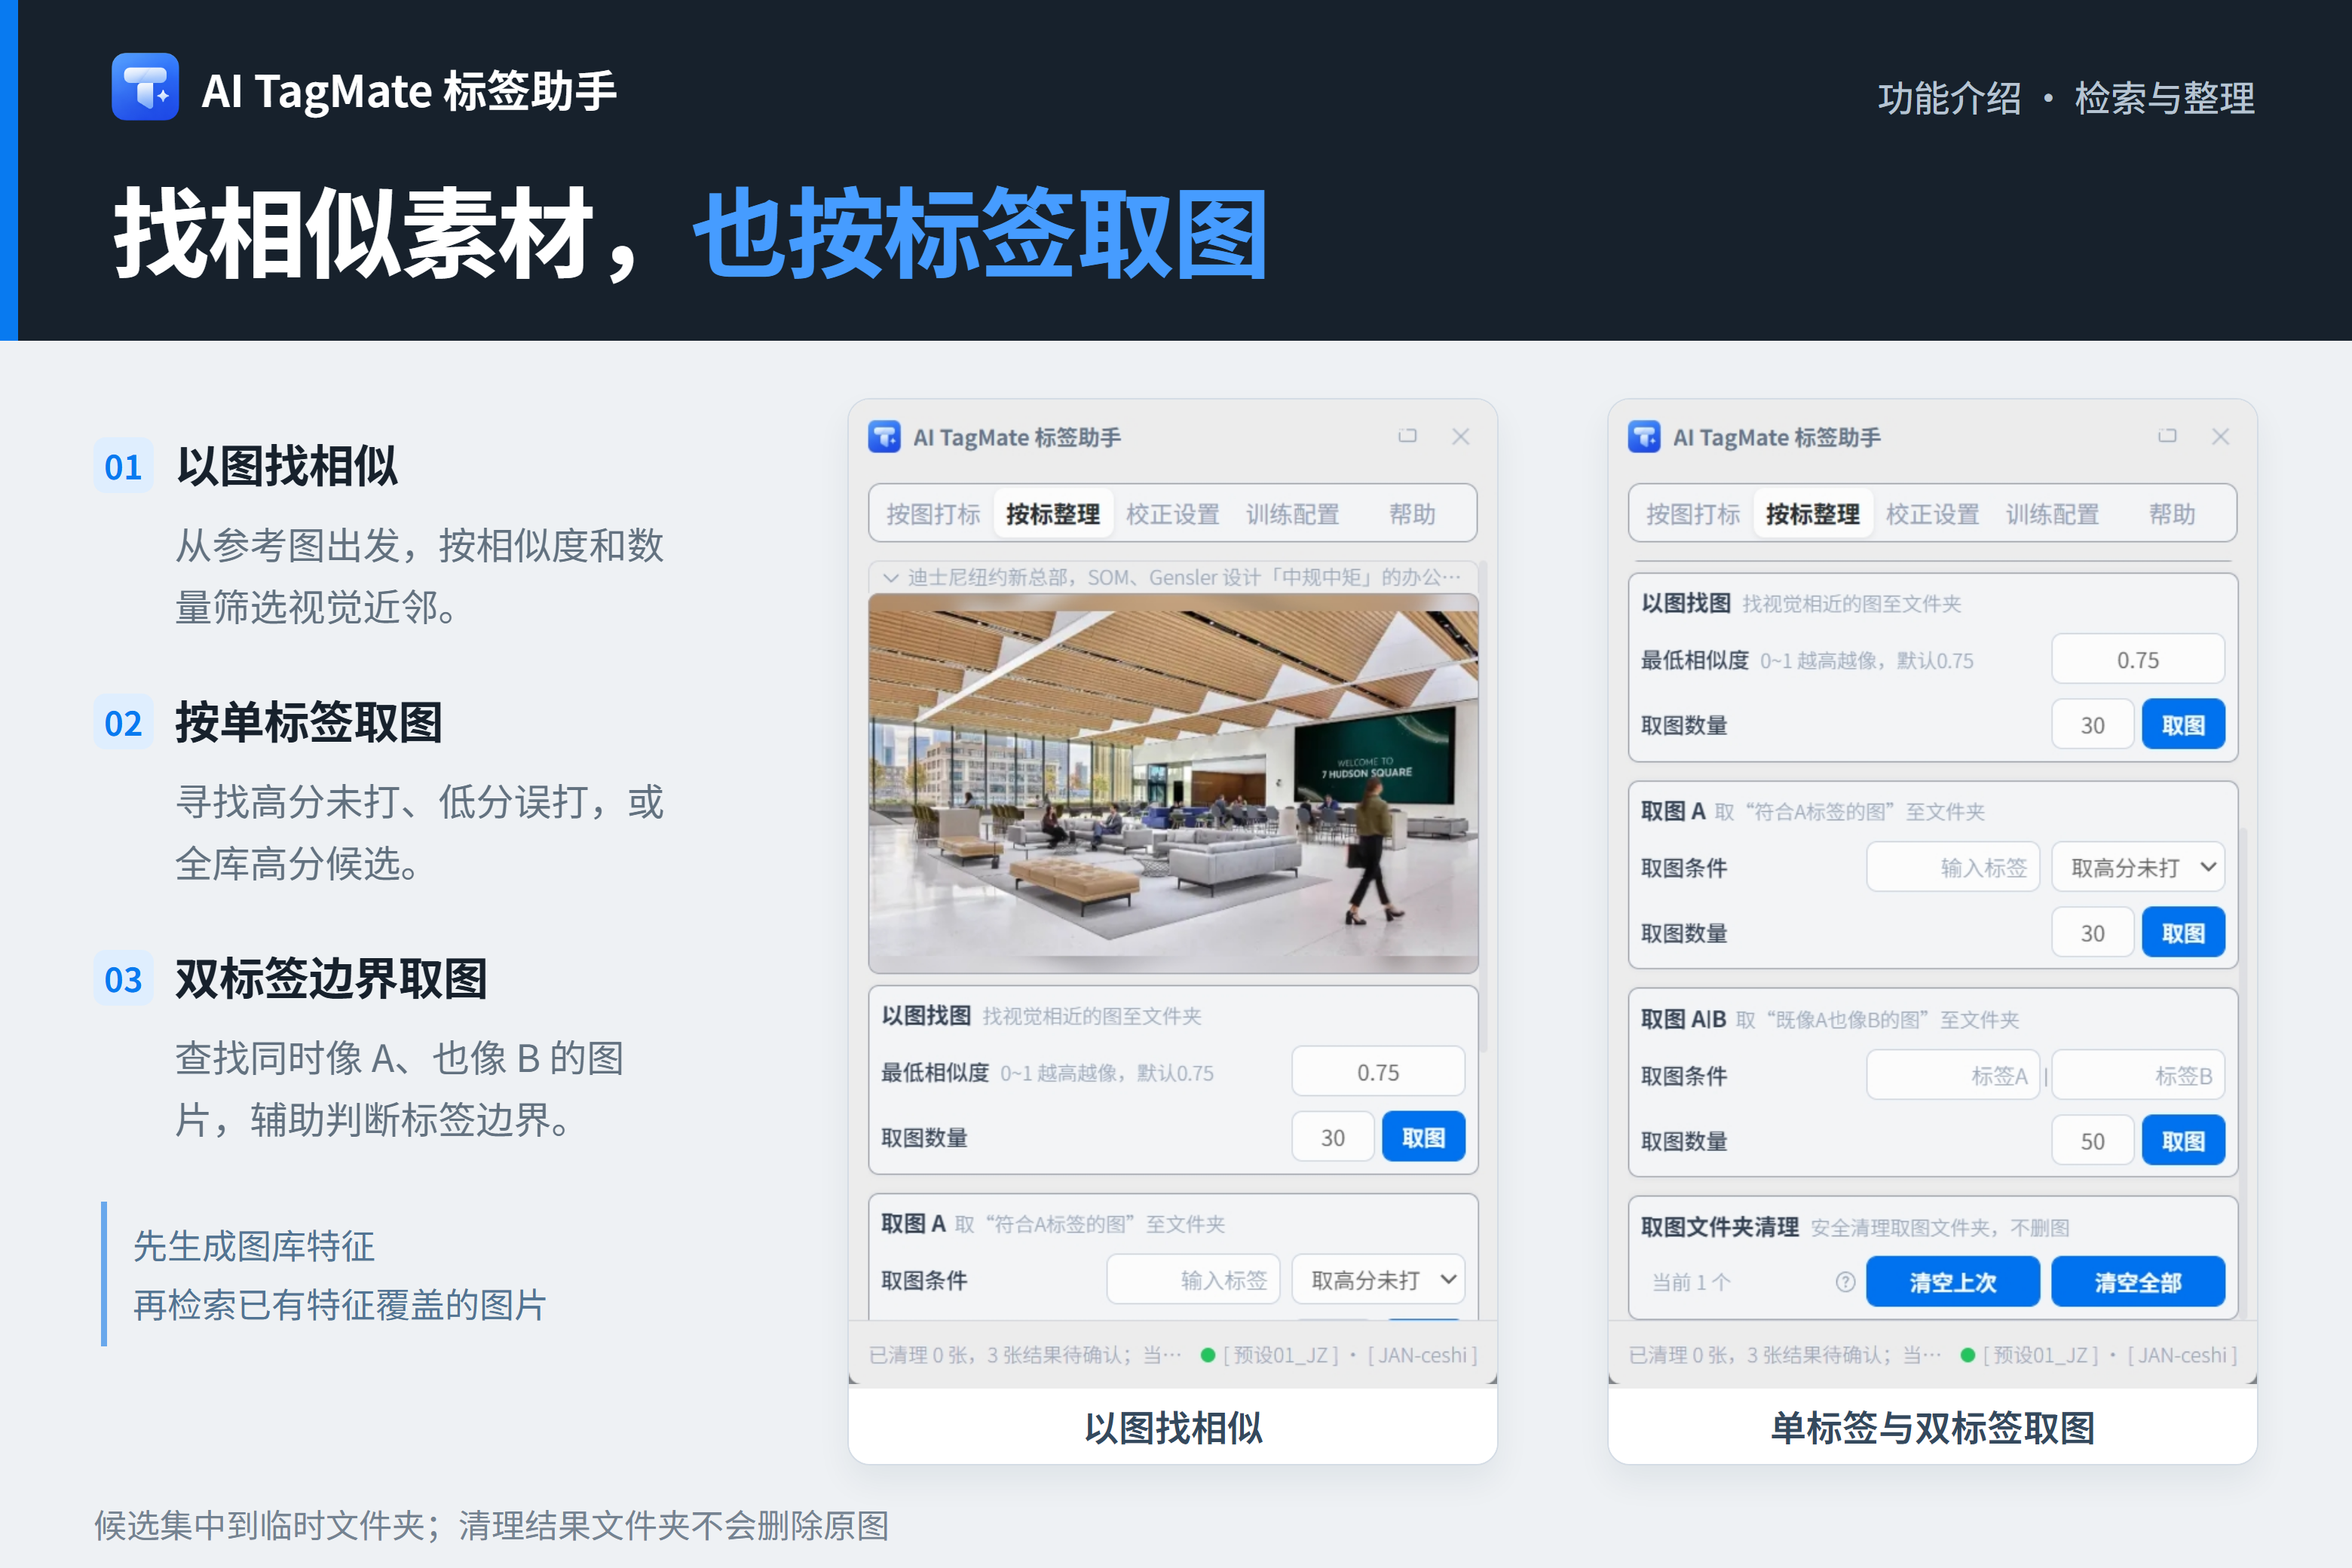 AI TagMate 标签助手
功能介绍 • 检索与整理
找相似素材，也按标签取图
01 以图找相似
从参考图出发，按相似度和数
量筛选视觉近邻。
02 按单标签取图
寻找高分未打、低分误打，或
全库高分候选。
03 双标签边界取图
查找同时像 A、也像 B 的图
片，辅助判断标签边界。
先生成图库特征
再检索已有特征覆盖的图片
AI TagMate 标签助手
按图打标 按标整理 校正设置 训练配置 帮助
迪士尼纽约新总部，SOM、Gensler 设计「中规中矩」的办公…
WELCOME TO
7 HUDSON SQUARE
以图找图 找视觉相近的图至文件夹
最低相似度 0~1 越高越像，默认0.75 0.75
取图数量 30 取图
取图 A 取“符合A标签的图”至文件夹
取图条件 输入标签 取高分未打
已清理 0 张，3 张结果待确认；当… [ 预设01_JZ ] • [ JAN-ceshi ]
以图找相似
AI TagMate 标签助手
按图打标 按标整理 校正设置 训练配置 帮助
以图找图 找视觉相近的图至文件夹
最低相似度 0~1 越高越像，默认0.75 0.75
取图数量 30 取图
取图 A 取“符合A标签的图”至文件夹
取图条件 输入标签 取高分未打
取图数量 30 取图
取图 A|B 取“既像A也像B的图”至文件夹
取图条件 标签A | 标签B
取图数量 50 取图
取图文件夹清理 安全清理取图文件夹，不删图
当前 1 个 ? 清空上次 清空全部
已清理 0 张，3 张结果待确认；当… [ 预设01_JZ ] • [ JAN-ceshi ]
单标签与双标签取图
候选集中到临时文件夹；清理结果文件夹不会删除原图